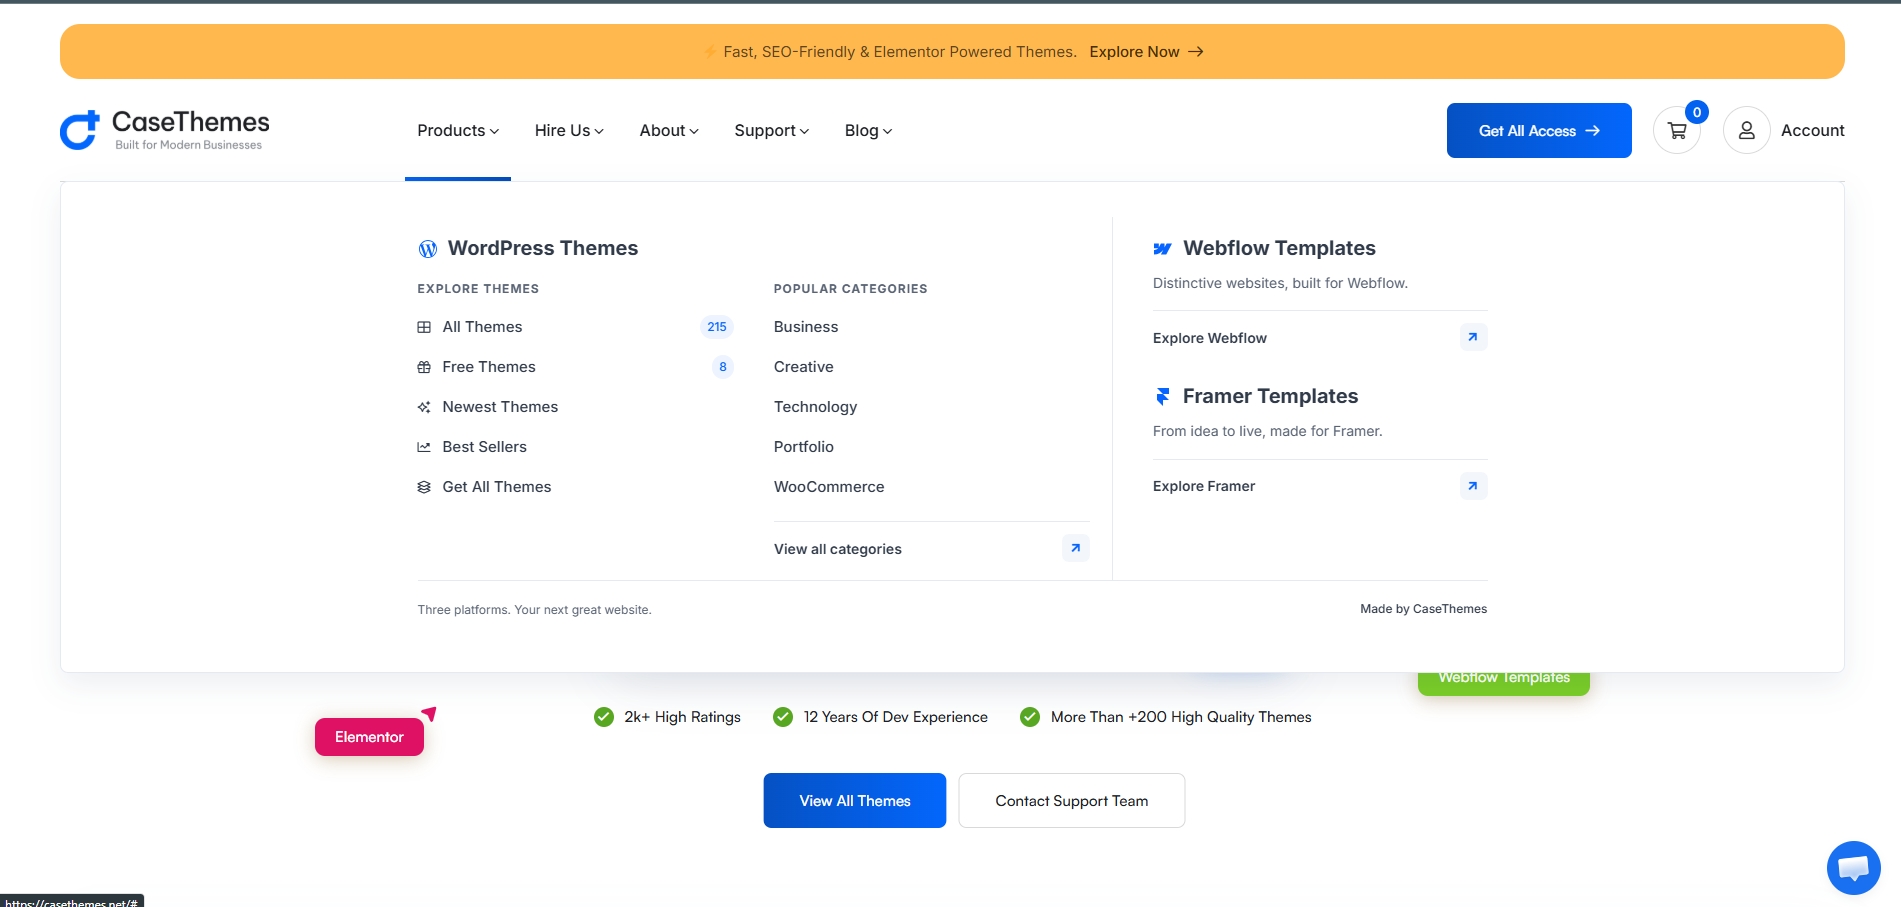 ⚡ Fast, SEO-Friendly & Elementor Powered Themes. Explore Now →
CaseThemes
Built for Modern Businesses
Products
Hire Us
About
Support
Blog
Get All Access →
0
Account
WordPress Themes
EXPLORE THEMES
All Themes 215
Free Themes 8
Newest Themes
Best Sellers
Get All Themes
POPULAR CATEGORIES
Business
Creative
Technology
Portfolio
WooCommerce
View all categories
Webflow Templates
Distinctive websites, built for Webflow.
Explore Webflow
Framer Templates
From idea to live, made for Framer.
Explore Framer
Three platforms. Your next great website.
Made by CaseThemes
Webflow Templates
Elementor
2k+ High Ratings
12 Years Of Dev Experience
More Than +200 High Quality Themes
View All Themes
Contact Support Team
https://casethemes.net/#